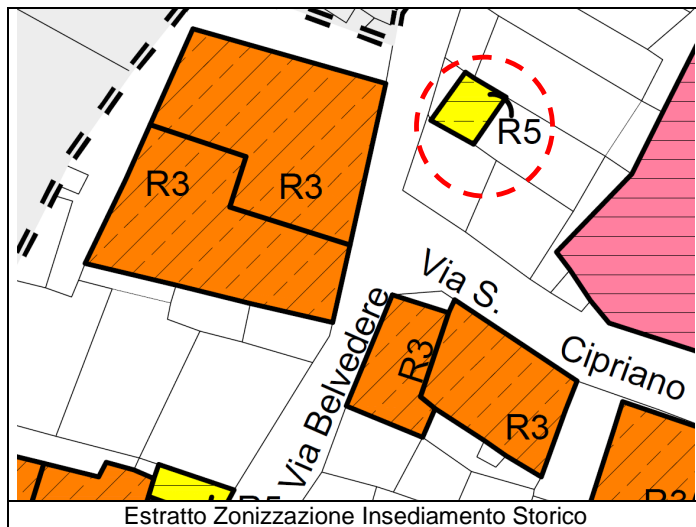 R5
R3
R3
Via S.
Cipriano
Via Belvedere
R3
R3
Estratto Zonizzazione Insediamento Storico